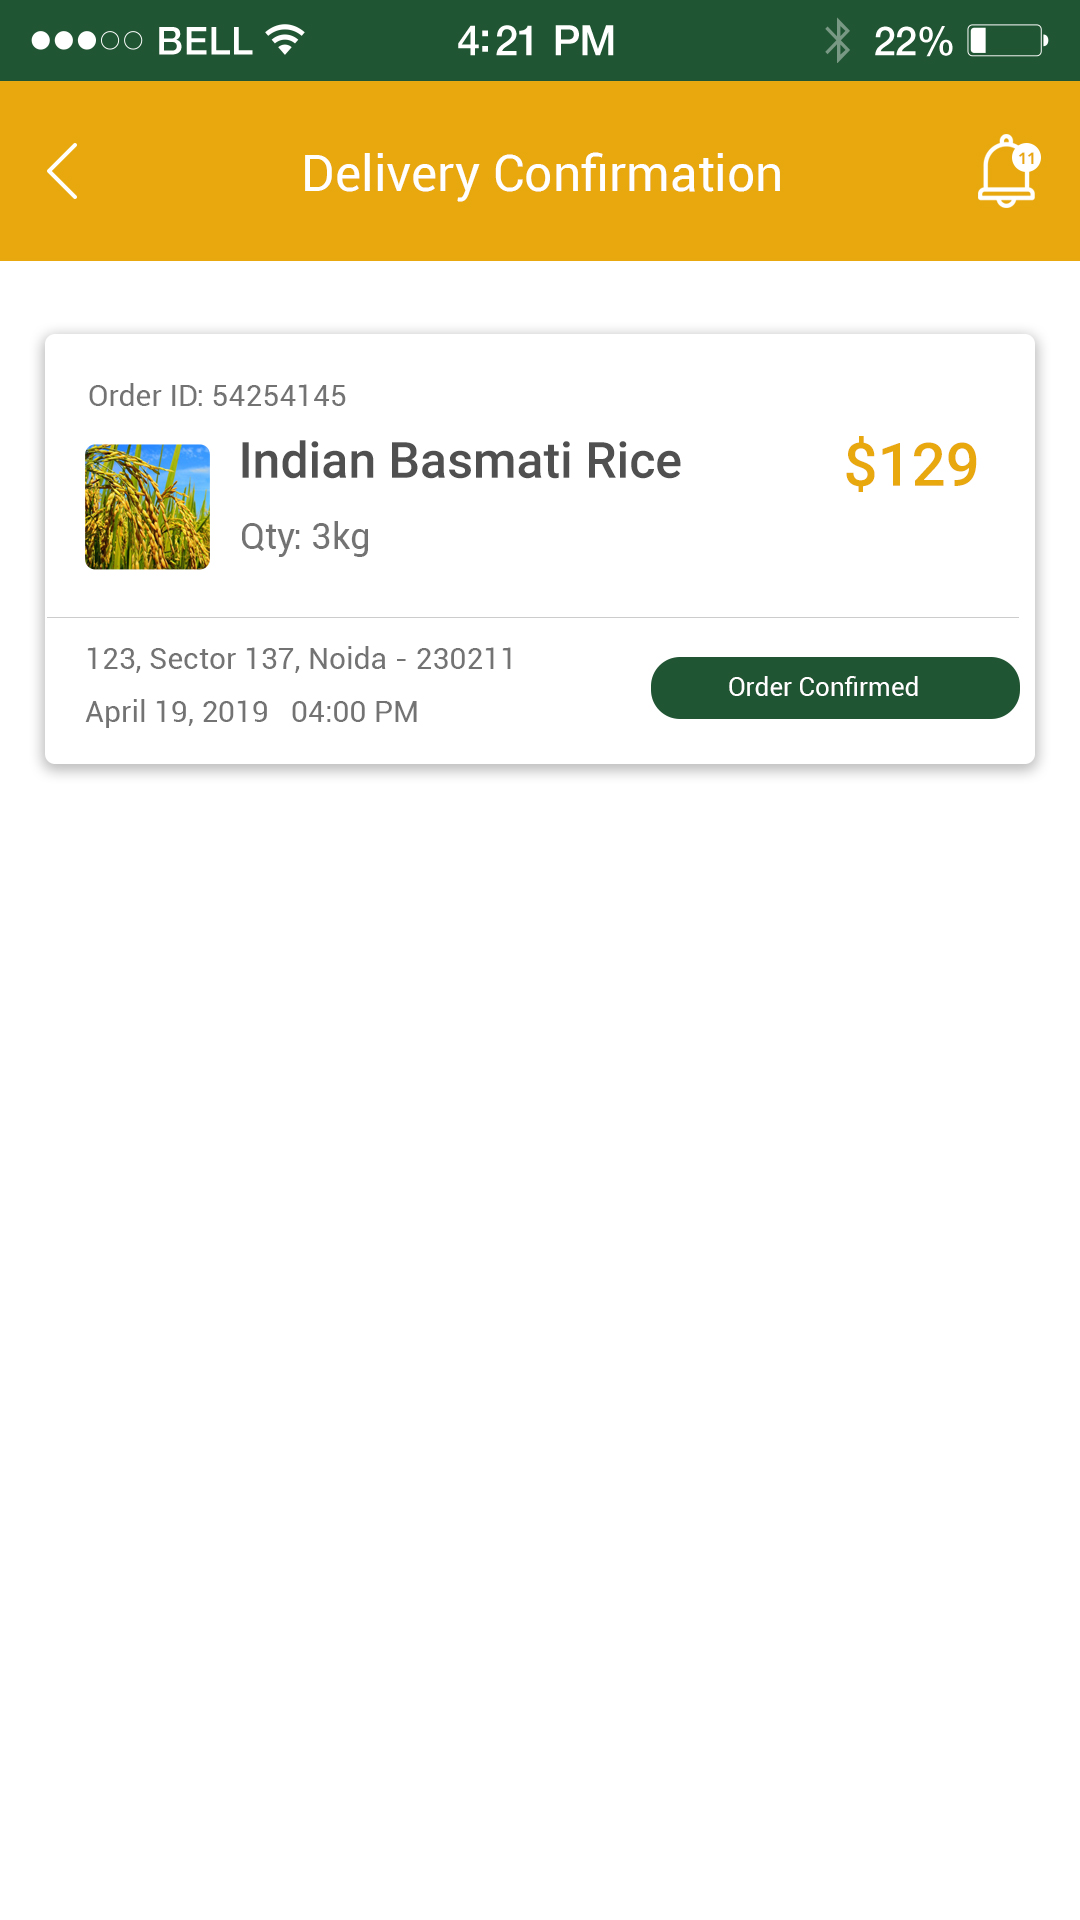 BELL 4:21 PM 22%
Delivery Confirmation 11
Order ID: 54254145
Indian Basmati Rice $129
Qty: 3kg
123, Sector 137, Noida - 230211
Order Confirmed
April 19, 2019 04:00 PM